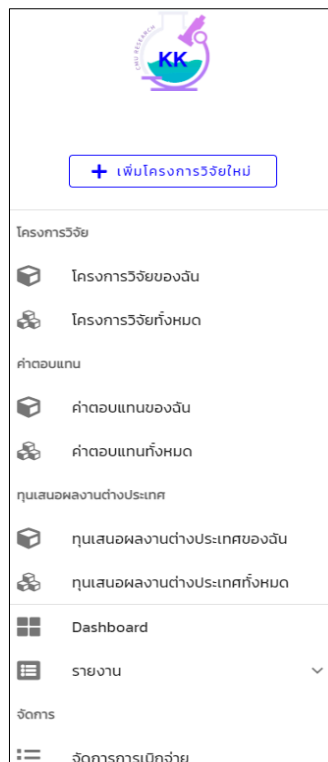 CMU RESEARCH
KK
เพิ่มโครงการวิจัยใหม่
โครงการวิจัย
โครงการวิจัยของฉัน
โครงการวิจัยทั้งหมด
ค่าตอบแทน
ค่าตอบแทนของฉัน
ค่าตอบแทนทั้งหมด
ทุนเสนอผลงานต่างประเทศ
ทุนเสนอผลงานต่างประเทศของฉัน
ทุนเสนอผลงานต่างประเทศทั้งหมด
Dashboard
รายงาน
จัดการ
จัดการการเบิกจ่าย